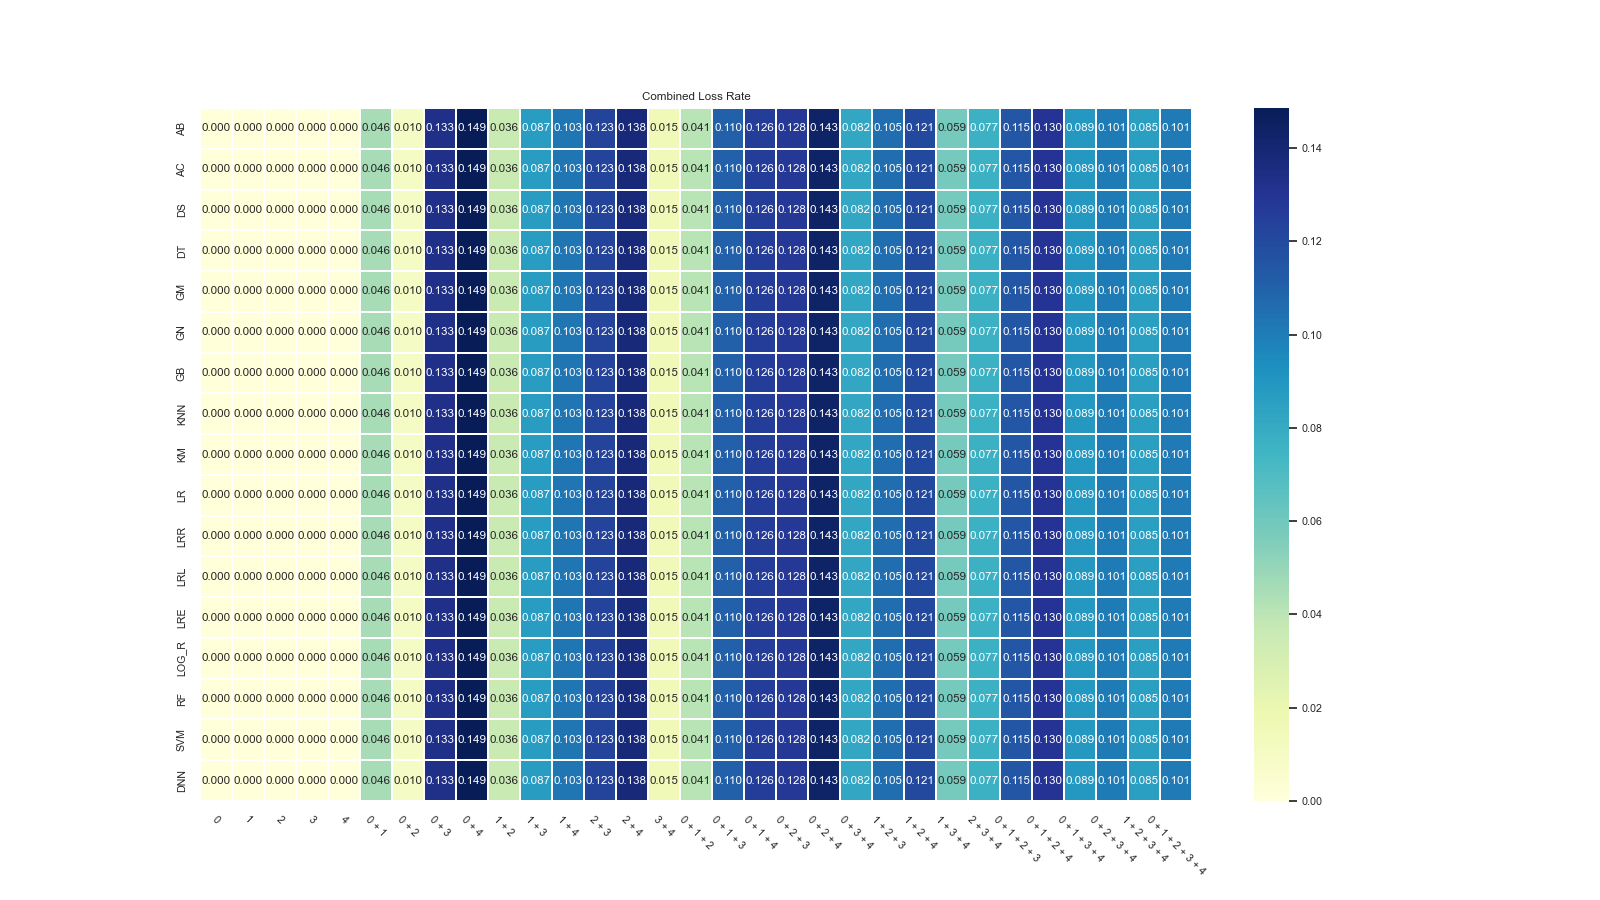 Combined Loss Rate
AB 0.000 0.000 0.000 0.000 0.000 0.046 0.010 0.133 0.149 0.036 0.087 0.103 0.123 0.138 0.015 0.041 0.110 0.126 0.128 0.143 0.082 0.105 0.121 0.059 0.077 0.115 0.130 0.089 0.101 0.085 0.101
AC 0.000 0.000 0.000 0.000 0.000 0.046 0.010 0.133 0.149 0.036 0.087 0.103 0.123 0.138 0.015 0.041 0.110 0.126 0.128 0.143 0.082 0.105 0.121 0.059 0.077 0.115 0.130 0.089 0.101 0.085 0.101
DS 0.000 0.000 0.000 0.000 0.000 0.046 0.010 0.133 0.149 0.036 0.087 0.103 0.123 0.138 0.015 0.041 0.110 0.126 0.128 0.143 0.082 0.105 0.121 0.059 0.077 0.115 0.130 0.089 0.101 0.085 0.101
DT 0.000 0.000 0.000 0.000 0.000 0.046 0.010 0.133 0.149 0.036 0.087 0.103 0.123 0.138 0.015 0.041 0.110 0.126 0.128 0.143 0.082 0.105 0.121 0.059 0.077 0.115 0.130 0.089 0.101 0.085 0.101
GM 0.000 0.000 0.000 0.000 0.000 0.046 0.010 0.133 0.149 0.036 0.087 0.103 0.123 0.138 0.015 0.041 0.110 0.126 0.128 0.143 0.082 0.105 0.121 0.059 0.077 0.115 0.130 0.089 0.101 0.085 0.101
GN 0.000 0.000 0.000 0.000 0.000 0.046 0.010 0.133 0.149 0.036 0.087 0.103 0.123 0.138 0.015 0.041 0.110 0.126 0.128 0.143 0.082 0.105 0.121 0.059 0.077 0.115 0.130 0.089 0.101 0.085 0.101
GB 0.000 0.000 0.000 0.000 0.000 0.046 0.010 0.133 0.149 0.036 0.087 0.103 0.123 0.138 0.015 0.041 0.110 0.126 0.128 0.143 0.082 0.105 0.121 0.059 0.077 0.115 0.130 0.089 0.101 0.085 0.101
KNN 0.000 0.000 0.000 0.000 0.000 0.046 0.010 0.133 0.149 0.036 0.087 0.103 0.123 0.138 0.015 0.041 0.110 0.126 0.128 0.143 0.082 0.105 0.121 0.059 0.077 0.115 0.130 0.089 0.101 0.085 0.101
KM 0.000 0.000 0.000 0.000 0.000 0.046 0.010 0.133 0.149 0.036 0.087 0.103 0.123 0.138 0.015 0.041 0.110 0.126 0.128 0.143 0.082 0.105 0.121 0.059 0.077 0.115 0.130 0.089 0.101 0.085 0.101
LR 0.000 0.000 0.000 0.000 0.000 0.046 0.010 0.133 0.149 0.036 0.087 0.103 0.123 0.138 0.015 0.041 0.110 0.126 0.128 0.143 0.082 0.105 0.121 0.059 0.077 0.115 0.130 0.089 0.101 0.085 0.101
LRR 0.000 0.000 0.000 0.000 0.000 0.046 0.010 0.133 0.149 0.036 0.087 0.103 0.123 0.138 0.015 0.041 0.110 0.126 0.128 0.143 0.082 0.105 0.121 0.059 0.077 0.115 0.130 0.089 0.101 0.085 0.101
LRL 0.000 0.000 0.000 0.000 0.000 0.046 0.010 0.133 0.149 0.036 0.087 0.103 0.123 0.138 0.015 0.041 0.110 0.126 0.128 0.143 0.082 0.105 0.121 0.059 0.077 0.115 0.130 0.089 0.101 0.085 0.101
LRE 0.000 0.000 0.000 0.000 0.000 0.046 0.010 0.133 0.149 0.036 0.087 0.103 0.123 0.138 0.015 0.041 0.110 0.126 0.128 0.143 0.082 0.105 0.121 0.059 0.077 0.115 0.130 0.089 0.101 0.085 0.101
LOG_R 0.000 0.000 0.000 0.000 0.000 0.046 0.010 0.133 0.149 0.036 0.087 0.103 0.123 0.138 0.015 0.041 0.110 0.126 0.128 0.143 0.082 0.105 0.121 0.059 0.077 0.115 0.130 0.089 0.101 0.085 0.101
RF 0.000 0.000 0.000 0.000 0.000 0.046 0.010 0.133 0.149 0.036 0.087 0.103 0.123 0.138 0.015 0.041 0.110 0.126 0.128 0.143 0.082 0.105 0.121 0.059 0.077 0.115 0.130 0.089 0.101 0.085 0.101
SVM 0.000 0.000 0.000 0.000 0.000 0.046 0.010 0.133 0.149 0.036 0.087 0.103 0.123 0.138 0.015 0.041 0.110 0.126 0.128 0.143 0.082 0.105 0.121 0.059 0.077 0.115 0.130 0.089 0.101 0.085 0.101
DNN 0.000 0.000 0.000 0.000 0.000 0.046 0.010 0.133 0.149 0.036 0.087 0.103 0.123 0.138 0.015 0.041 0.110 0.126 0.128 0.143 0.082 0.105 0.121 0.059 0.077 0.115 0.130 0.089 0.101 0.085 0.101
0
1
2
3
4
0 + 1
0 + 2
0 + 3
0 + 4
1 + 2
1 + 3
1 + 4
2 + 3
2 + 4
3 + 4
0 + 1 + 2
0 + 1 + 3
0 + 1 + 4
0 + 2 + 3
0 + 2 + 4
0 + 3 + 4
1 + 2 + 3
1 + 2 + 4
1 + 3 + 4
2 + 3 + 4
0 + 1 + 2 + 3
0 + 1 + 2 + 4
0 + 1 + 3 + 4
0 + 2 + 3 + 4
1 + 2 + 3 + 4
0 + 1 + 2 + 3 + 4
0.14
0.12
0.10
0.08
0.06
0.04
0.02
0.00